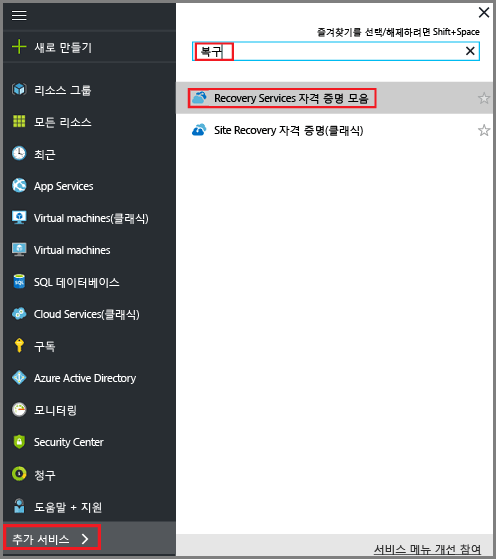 새로 만들기
리소스 그룹
모든 리소스
최근
App Services
Virtual machines(클래식)
Virtual machines
SQL 데이터베이스
Cloud Services(클래식)
구독
Azure Active Directory
모니터링
Security Center
청구
도움말 + 지원
추가 서비스
즐겨찾기를 선택/해제하려면 Shift+Space
복구
Recovery Services 자격 증명 모음
Site Recovery 자격 증명(클래식)
서비스 메뉴 개선 참여